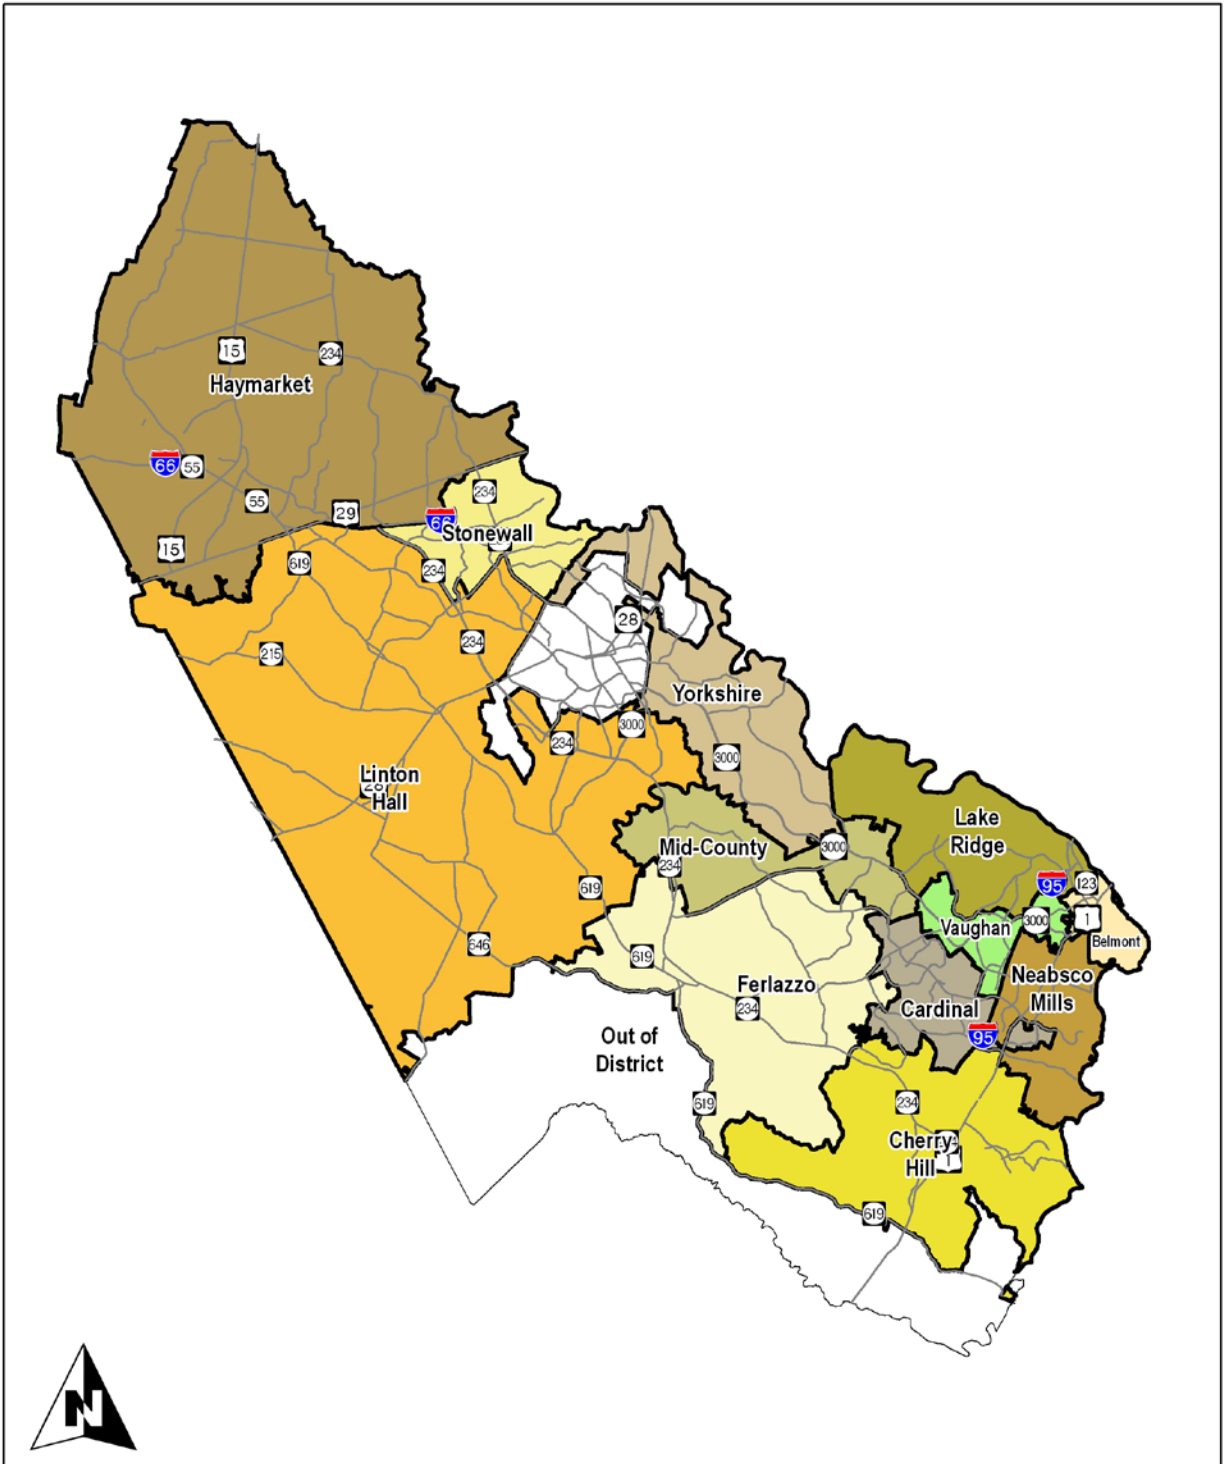 15
234
Haymarket
66
55
55
29
15
234
66
Stonewall
619
234
28
234
215
Yorkshire
3000
234
3000
Linton
Hall
Lake
Ridge
Mid-County
3000
234
95
123
619
3000
1
Vaughan
Belmont
646
619
Neabsco
Mills
Ferlazzo
234
Cardinal
95
Out of
District
619
234
Cherry
Hill
1
619
N